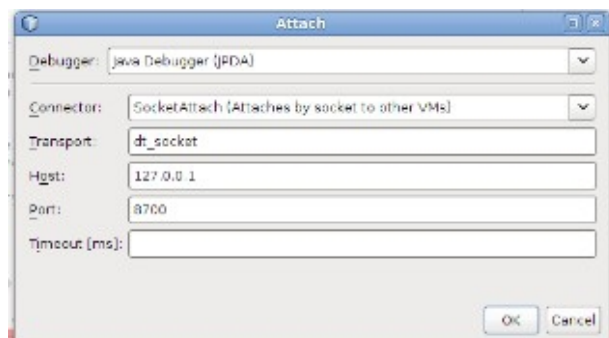 Attach
Debugger: Java Debugger (JPDA)
Connector: SocketAttach (Attaches by socket to other VMs)
Transport: dt_socket
Host: 127.0.0.1
Port: 8700
Timeout [ms]:
OK Cancel